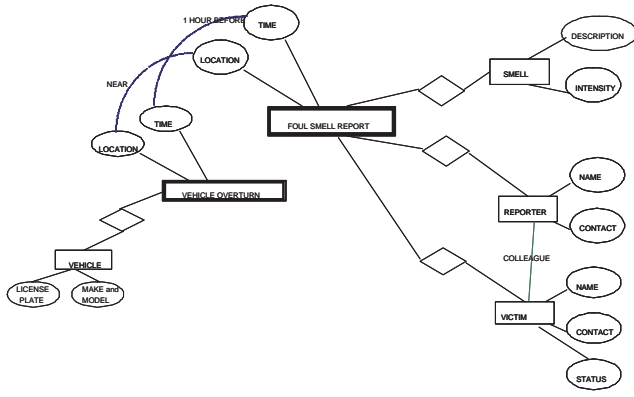 1 HOUR BEFORE
TIME
DESCRIPTION
LOCATION
SMELL
INTENSITY
NEAR
TIME
FOUL SMELL REPORT
LOCATION
NAME
VEHICLE OVERTURN
REPORTER
CONTACT
COLLEAGUE
VEHICLE
NAME
LICENSE
PLATE
MAKE and
MODEL
VICTIM
CONTACT
STATUS